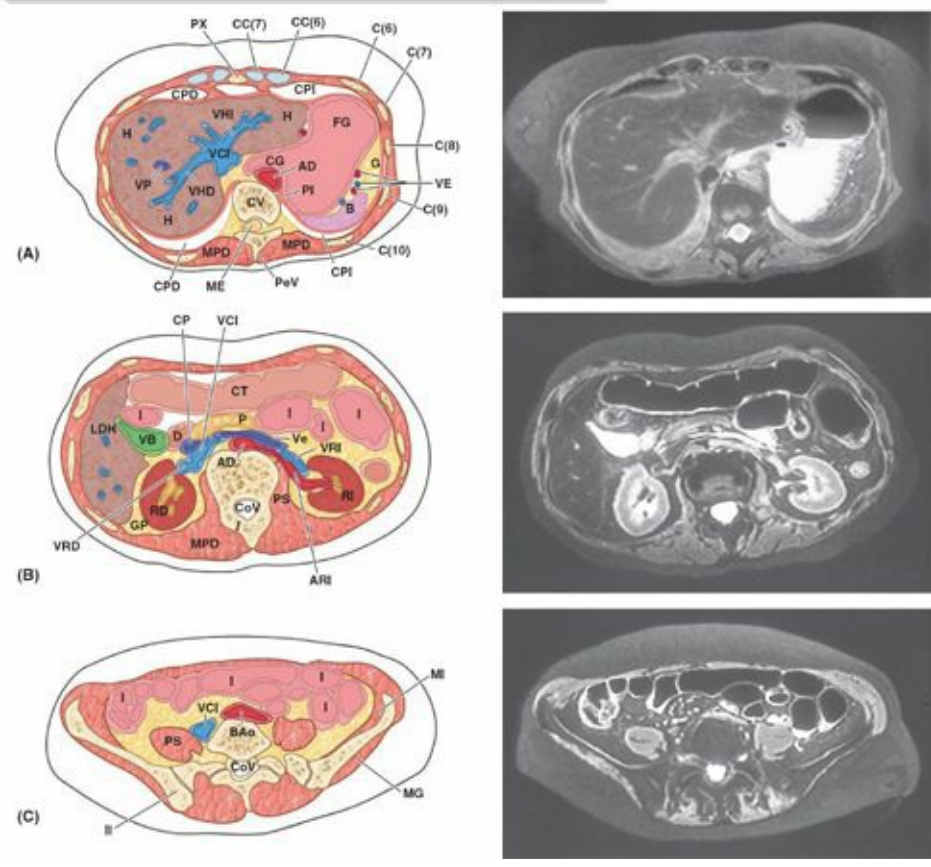 PX CC(7) CC(6) C(6)
C(7)
CPD CPI
VHI H FG
H
C(8)
VCI CG AD G
VP VE
VHD PI
CV B C(9)
H
(A) MPD MPD C(10)
CPD ME PeV CPI
CP VCI
CT
I I I
P I
LDH D
VB Ve
AD VRI
PS RI
RD CoV
GP
VRD MPD
(B) ARI
I I MI
I
I I
VCI
BAo
PS
CoV
MG
(C)
II